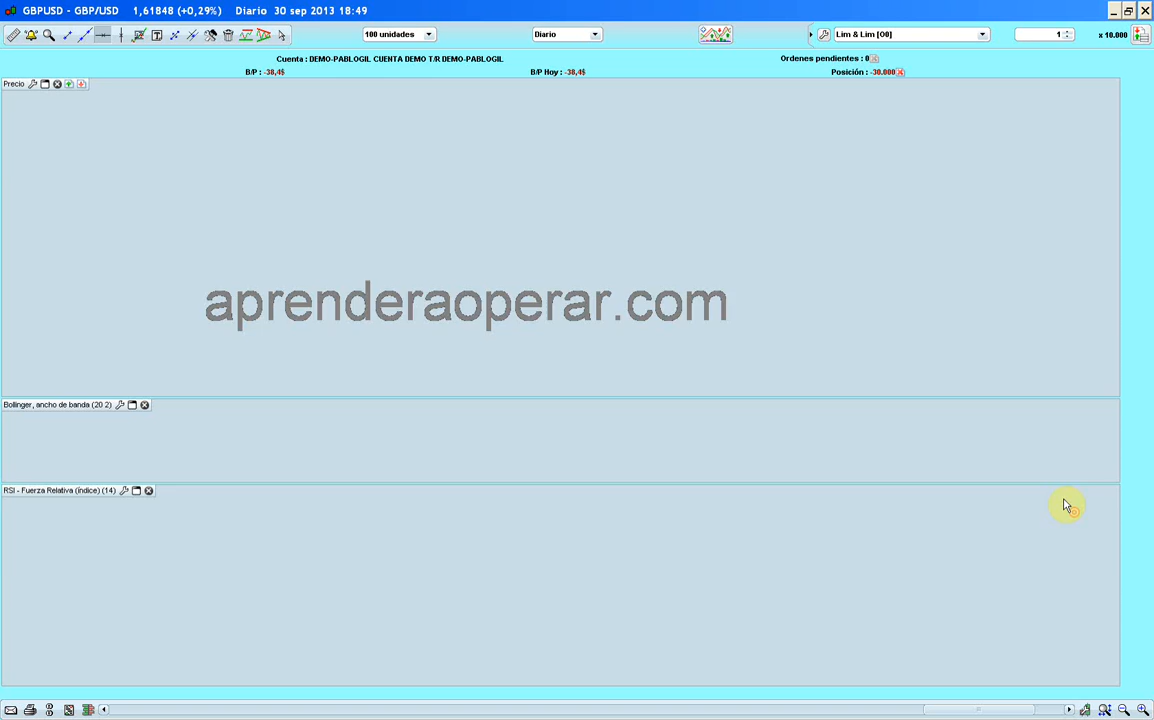 GBPUSD - GBP/USD 1,61848 (+0,29%) Diario 30 sep 2013 18:49
100 unidades Diario Lim & Lim [O0] 1 x 10.000
Cuenta : DEMO-PABLOGIL CUENTA DEMO T/R DEMO-PABLOGIL Ordenes pendientes : 0
B/P : -38,4$ B/P Hoy : -38,4$ Posición : -30.000
Precio
aprenderaoperar.com
Bollinger, ancho de banda (20 2)
RSI - Fuerza Relativa (índice) (14)